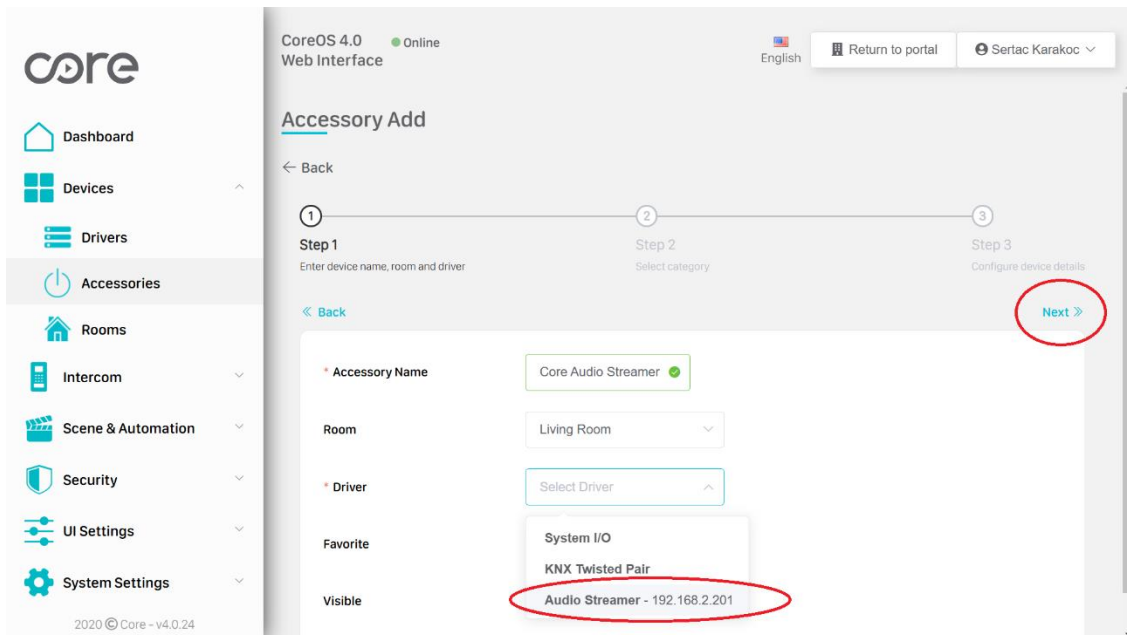 core
Dashboard
Devices
Drivers
Accessories
Rooms
Intercom
Scene & Automation
Security
UI Settings
System Settings
2020 © Core - v4.0.24
CoreOS 4.0 Online
Web Interface
English
Return to portal
Sertac Karakoc
Accessory Add
← Back
1
2
3
Step 1
Step 2
Step 3
Enter device name, room and driver
Select category
Configure device details
« Back
Next »
* Accessory Name
Core Audio Streamer
Room
Living Room
* Driver
Select Driver
Favorite
System I/O
KNX Twisted Pair
Visible
Audio Streamer - 192.168.2.201